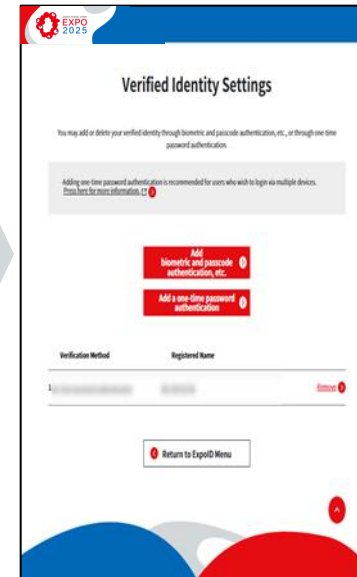 EXPO
2025
Verified Identity Settings
You may add or delete your verified identity through biometric and passcode authentication, etc., or through one-time
password authentication.
Adding one-time password authentication is recommended for users who wish to login via multiple devices.
Press here for more information.
Add
biometric and passcode
authentication, etc.
Add a one-time password
authentication
Verification Method Registered Name
1
Remove
Return to ExpoID Menu